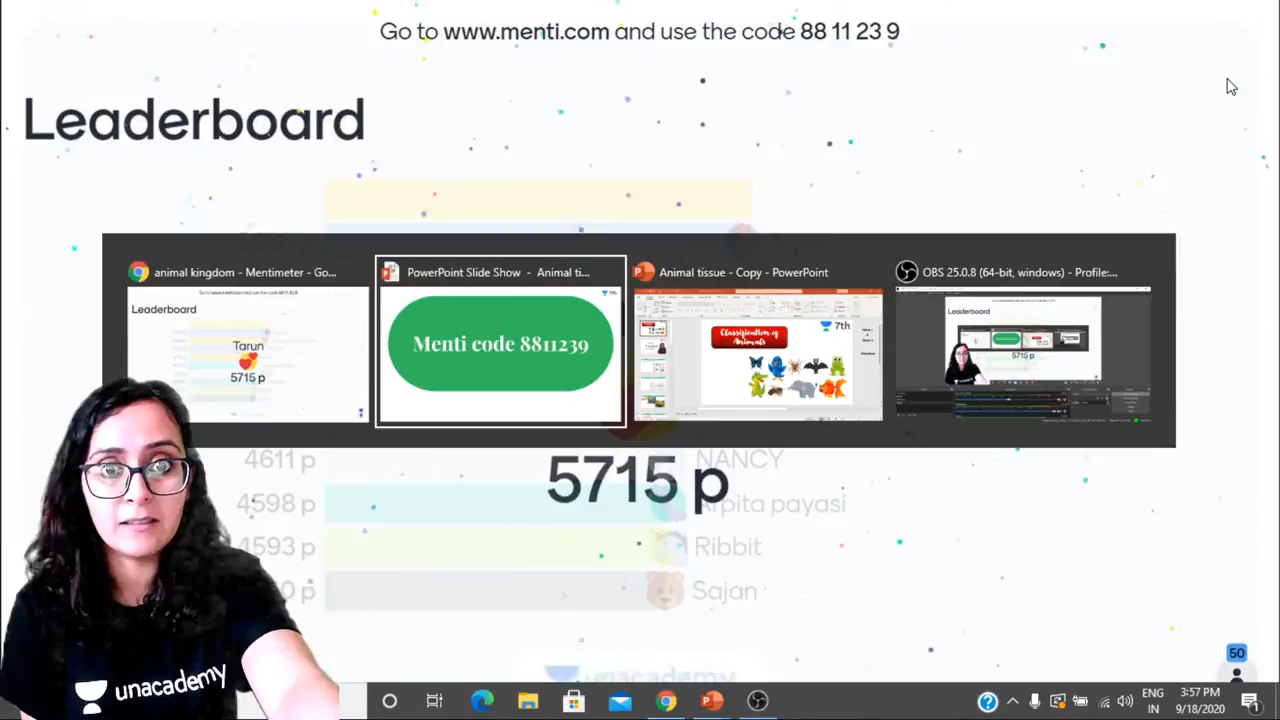 Go to www.menti.com and use the code 88 11 23 9
Leaderboard
animal kingdom - Mentimeter - Go...
PowerPoint Slide Show - Animal ti...
Animal tissue - Copy - PowerPoint
OBS 25.0.8 (64-bit, windows) - Profile:...
Leaderboard
Tarun
5715 p
Menti code 8811239
Classification of
Animals
7th
Leaderboard
5715 p
4611 p
NANCY
5715 p
4598 p
Arpita payasi
4593 p
Ribbit
Sajan
unacademy
50
ENG
IN
3:57 PM
9/18/2020